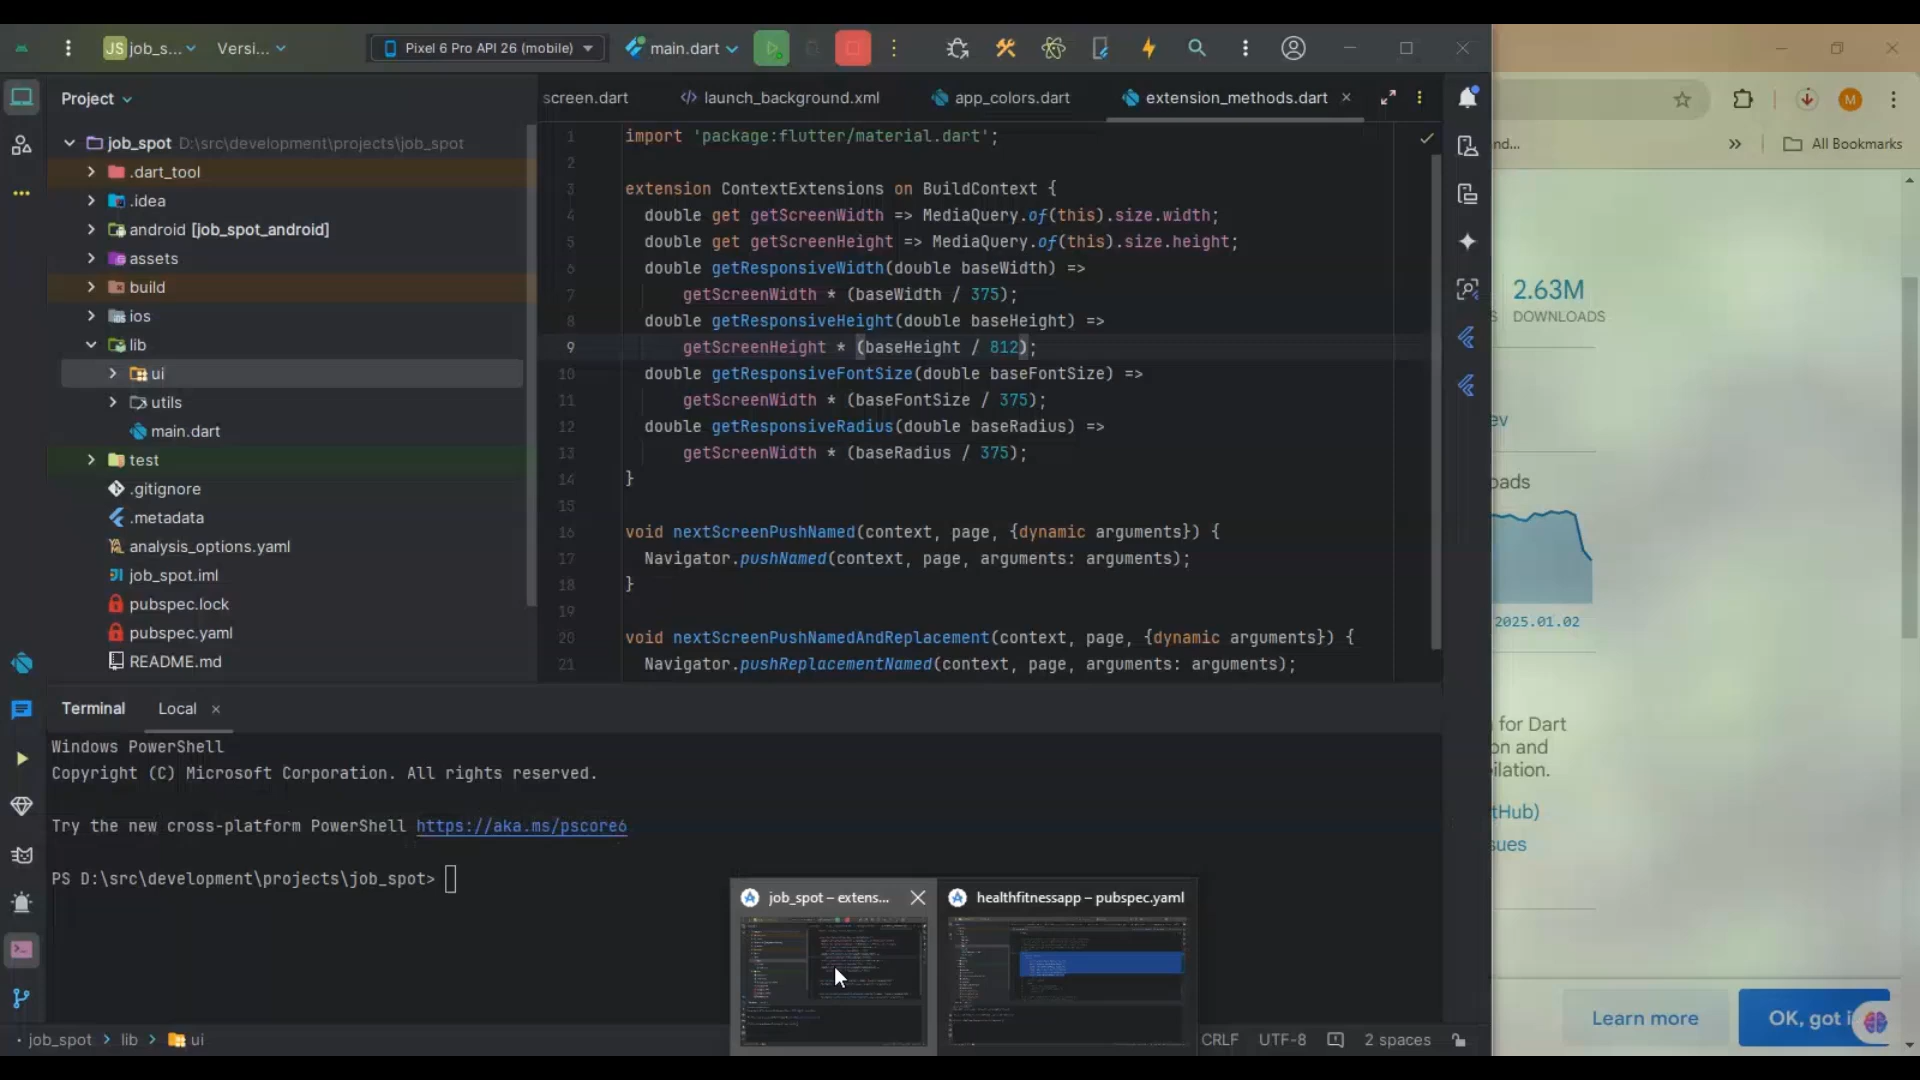 JS job_s...
Versi...
Pixel 6 Pro API 26 (mobile)
main.dart
Project
screen.dart
launch_background.xml
app_colors.dart
extension_methods.dart
job_spot D:\src\development\projects\job_spot
.dart_tool
.idea
android [job_spot_android]
assets
build
ios
lib
ui
utils
main.dart
test
.gitignore
.metadata
analysis_options.yaml
job_spot.iml
pubspec.lock
pubspec.yaml
README.md
1 import 'package:flutter/material.dart';
2
3 extension ContextExtensions on BuildContext {
4 double get getScreenWidth => MediaQuery.of(this).size.width;
5 double get getScreenHeight => MediaQuery.of(this).size.height;
6 double getResponsiveWidth(double baseWidth) =>
7 getScreenWidth * (baseWidth / 375);
8 double getResponsiveHeight(double baseHeight) =>
9 getScreenHeight * (baseHeight / 812);
10 double getResponsiveFontSize(double baseFontSize) =>
11 getScreenWidth * (baseFontSize / 375);
12 double getResponsiveRadius(double baseRadius) =>
13 getScreenWidth * (baseRadius / 375);
14 }
15
16 void nextScreenPushNamed(context, page, {dynamic arguments}) {
17 Navigator.pushNamed(context, page, arguments: arguments);
18 }
19
20 void nextScreenPushNamedAndReplacement(context, page, {dynamic arguments}) {
21 Navigator.pushReplacementNamed(context, page, arguments: arguments);
Terminal
Local
Windows PowerShell
Copyright (C) Microsoft Corporation. All rights reserved.
Try the new cross-platform PowerShell https://aka.ms/pscore6
PS D:\src\development\projects\job_spot>
job_spot – extens...
healthfitnessapp – pubspec.yaml
job_spot > lib > ui
CRLF
UTF-8
2 spaces
M
nd...
»
All Bookmarks
2.63M
S
DOWNLOADS
ev
oads
2025.01.02
for Dart
on and
ilation.
tHub)
sues
Learn more
OK, got i